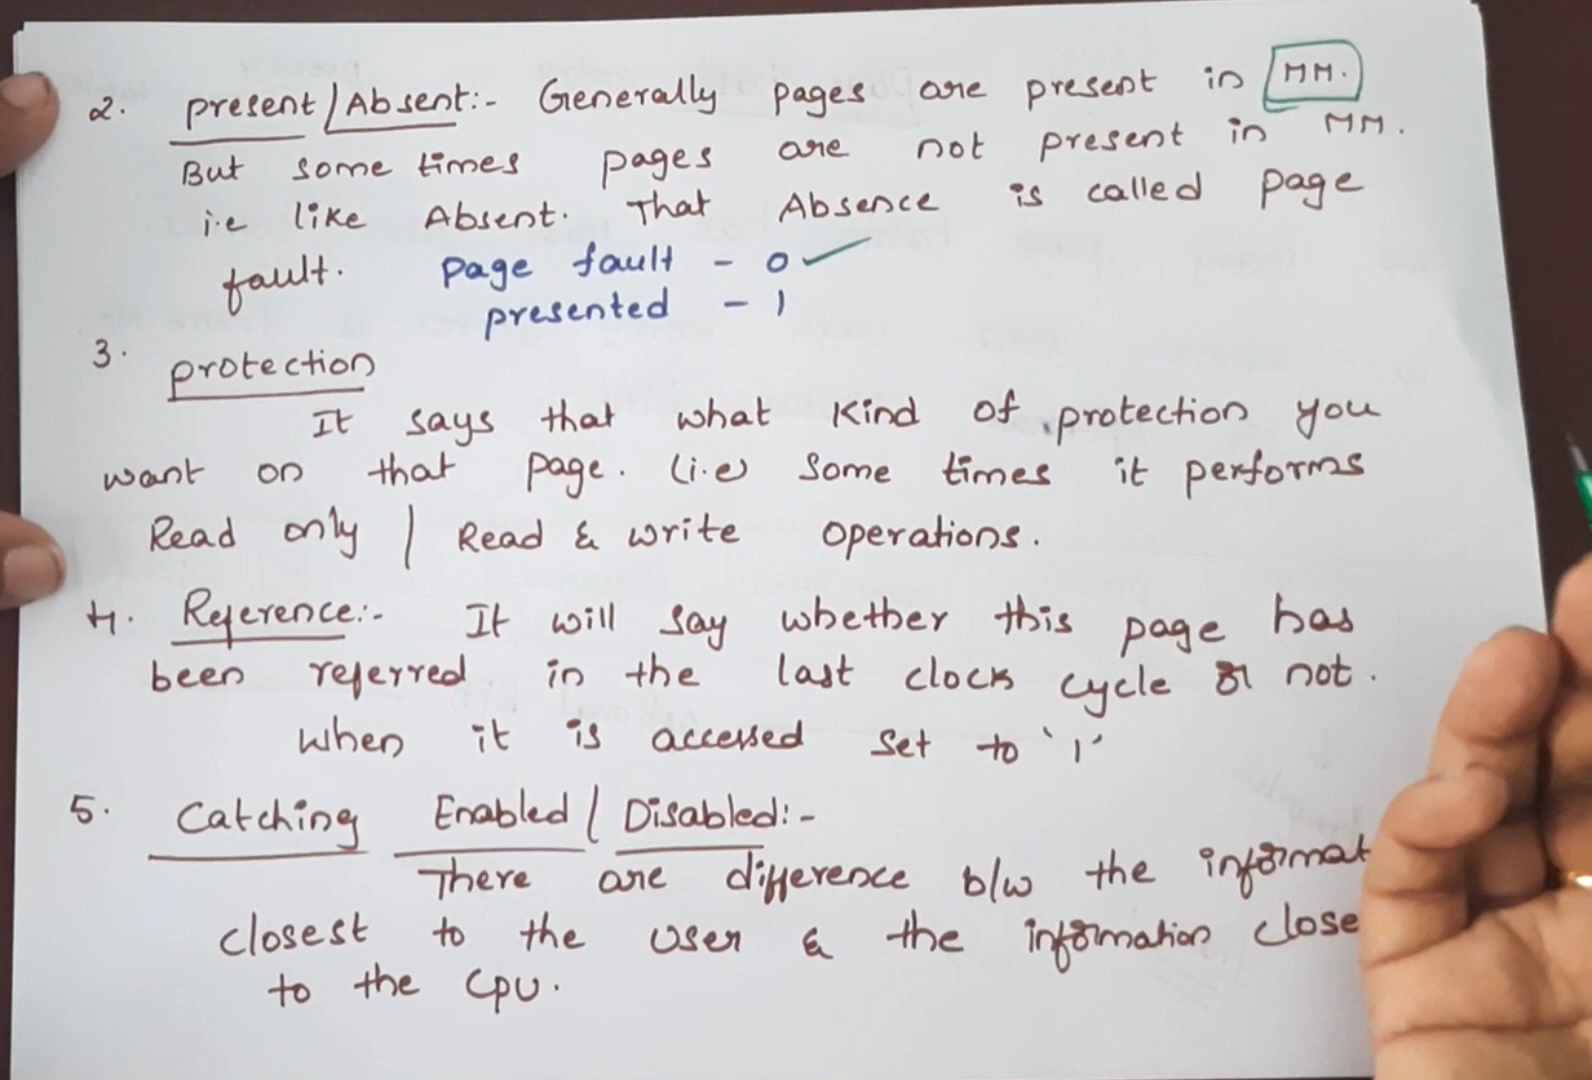 2. present/Absent:- Generally pages are present in MM.
But some times pages are not present in MM.
i.e like Absent. That Absence is called page
fault. page fault - 0 ✓
presented - 1
3. protection
It says that what kind of protection you
want on that page. (i.e) some times it performs
Read only | Read & write operations.
4. Reference:- It will say whether this page has
been referred in the last clock cycle or not.
when it is accessed set to '1'
5. Catching Enabled / Disabled:-
There are difference b/w the informat
closest to the user & the information close
to the CPU.